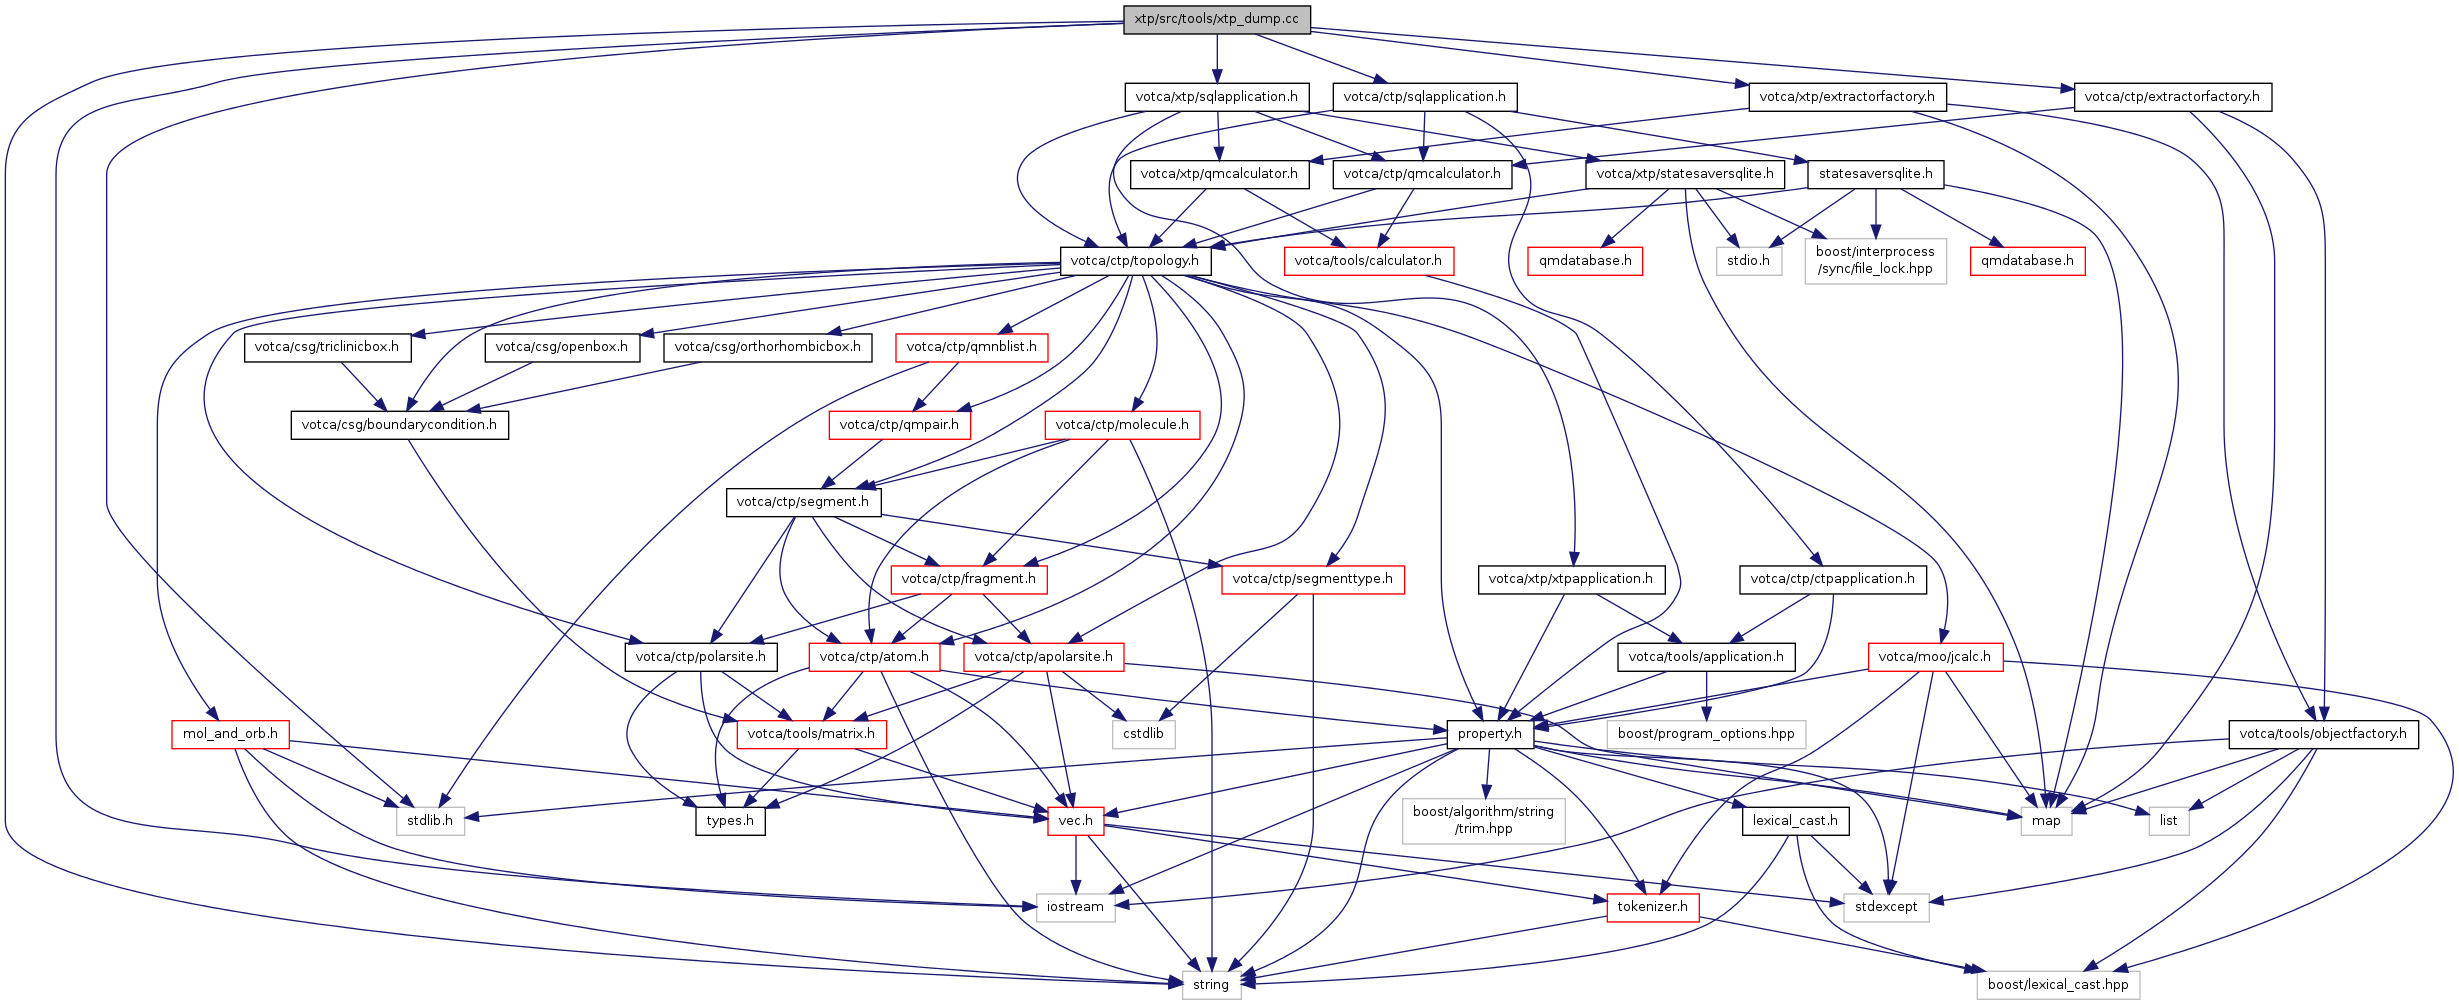 xtp/src/tools/xtp_dump.cc
votca/xtp/sqlapplication.h
votca/ctp/sqlapplication.h
votca/xtp/extractorfactory.h
votca/ctp/extractorfactory.h
votca/xtp/qmcalculator.h
votca/ctp/qmcalculator.h
votca/xtp/statesaversqlite.h
statesaversqlite.h
votca/ctp/topology.h
votca/tools/calculator.h
qmdatabase.h
stdio.h
boost/interprocess
/sync/file_lock.hpp
qmdatabase.h
votca/csg/triclinicbox.h
votca/csg/openbox.h
votca/csg/orthorhombicbox.h
votca/ctp/qmnblist.h
votca/csg/boundarycondition.h
votca/ctp/qmpair.h
votca/ctp/molecule.h
votca/ctp/segment.h
votca/ctp/fragment.h
votca/ctp/segmenttype.h
votca/xtp/xtpapplication.h
votca/ctp/ctpapplication.h
votca/ctp/polarsite.h
votca/ctp/atom.h
votca/ctp/apolarsite.h
votca/tools/application.h
votca/moo/jcalc.h
mol_and_orb.h
votca/tools/matrix.h
cstdlib
property.h
boost/program_options.hpp
votca/tools/objectfactory.h
stdlib.h
types.h
vec.h
boost/algorithm/string
/trim.hpp
lexical_cast.h
map
list
iostream
tokenizer.h
stdexcept
string
boost/lexical_cast.hpp